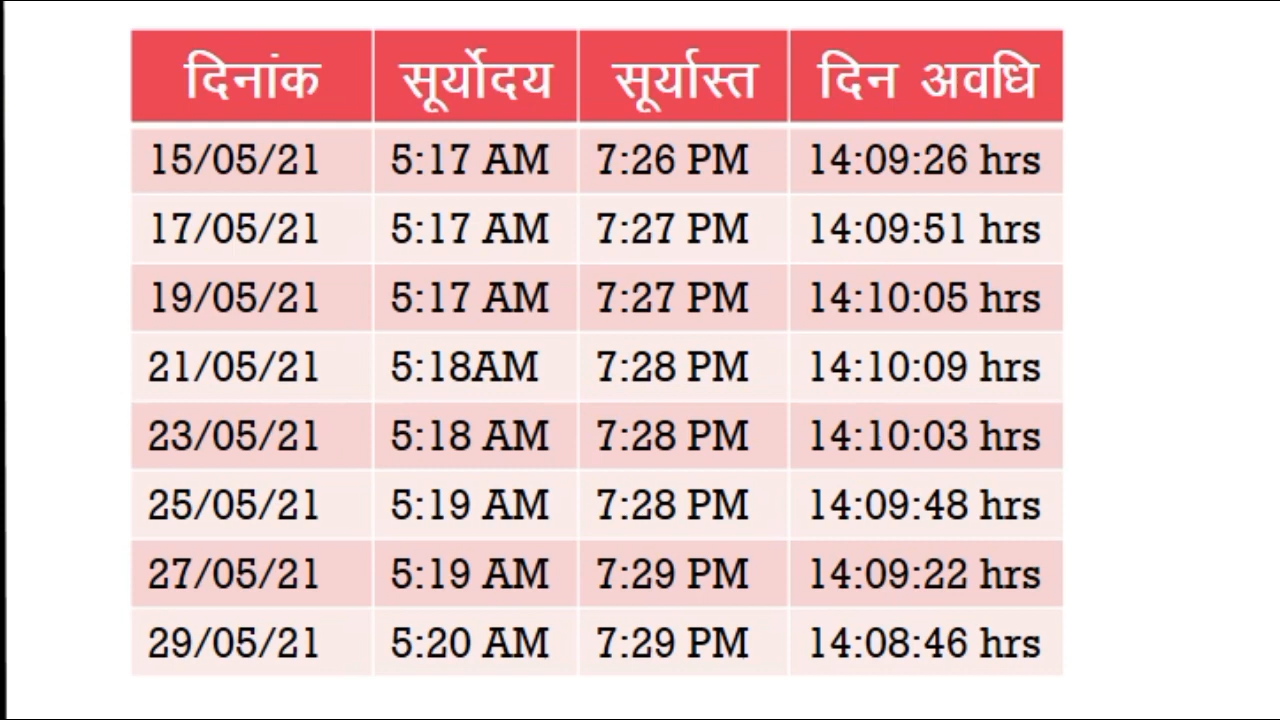 दिनांक सूर्योदय सूर्यास्त दिन अवधि
15/05/21 5:17 AM 7:26 PM 14:09:26 hrs
17/05/21 5:17 AM 7:27 PM 14:09:51 hrs
19/05/21 5:17 AM 7:27 PM 14:10:05 hrs
21/05/21 5:18AM 7:28 PM 14:10:09 hrs
23/05/21 5:18 AM 7:28 PM 14:10:03 hrs
25/05/21 5:19 AM 7:28 PM 14:09:48 hrs
27/05/21 5:19 AM 7:29 PM 14:09:22 hrs
29/05/21 5:20 AM 7:29 PM 14:08:46 hrs